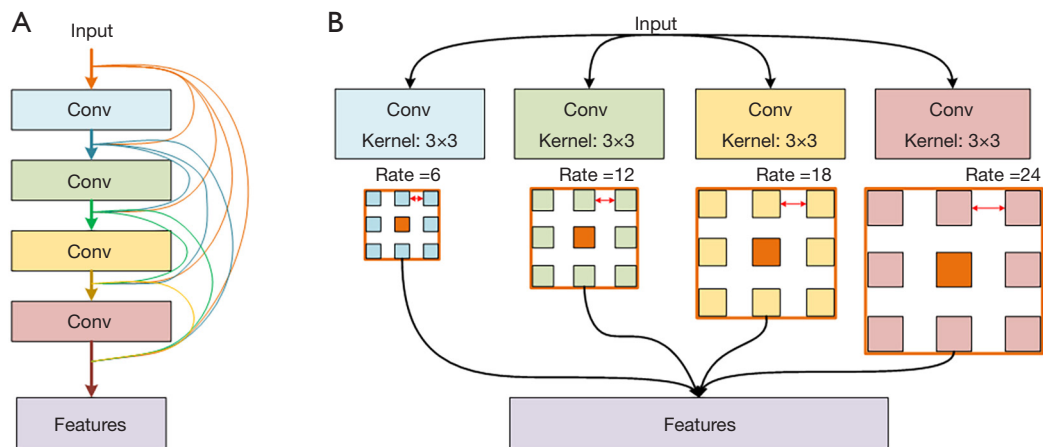 A
Input
Conv
Conv
Conv
Conv
Features
B
Input
Conv
Kernel: 3×3
Conv
Kernel: 3×3
Conv
Kernel: 3×3
Conv
Kernel: 3×3
Rate =6
Rate =12
Rate =18
Rate =24
Features